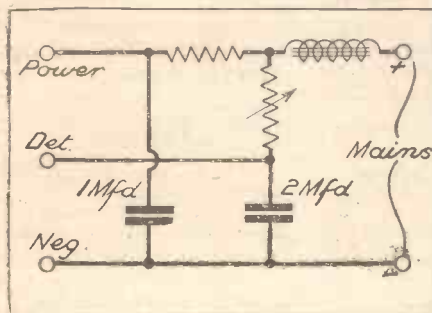 Power
+
Det.
Mains
1Mfd
2Mfd
Neg.
-